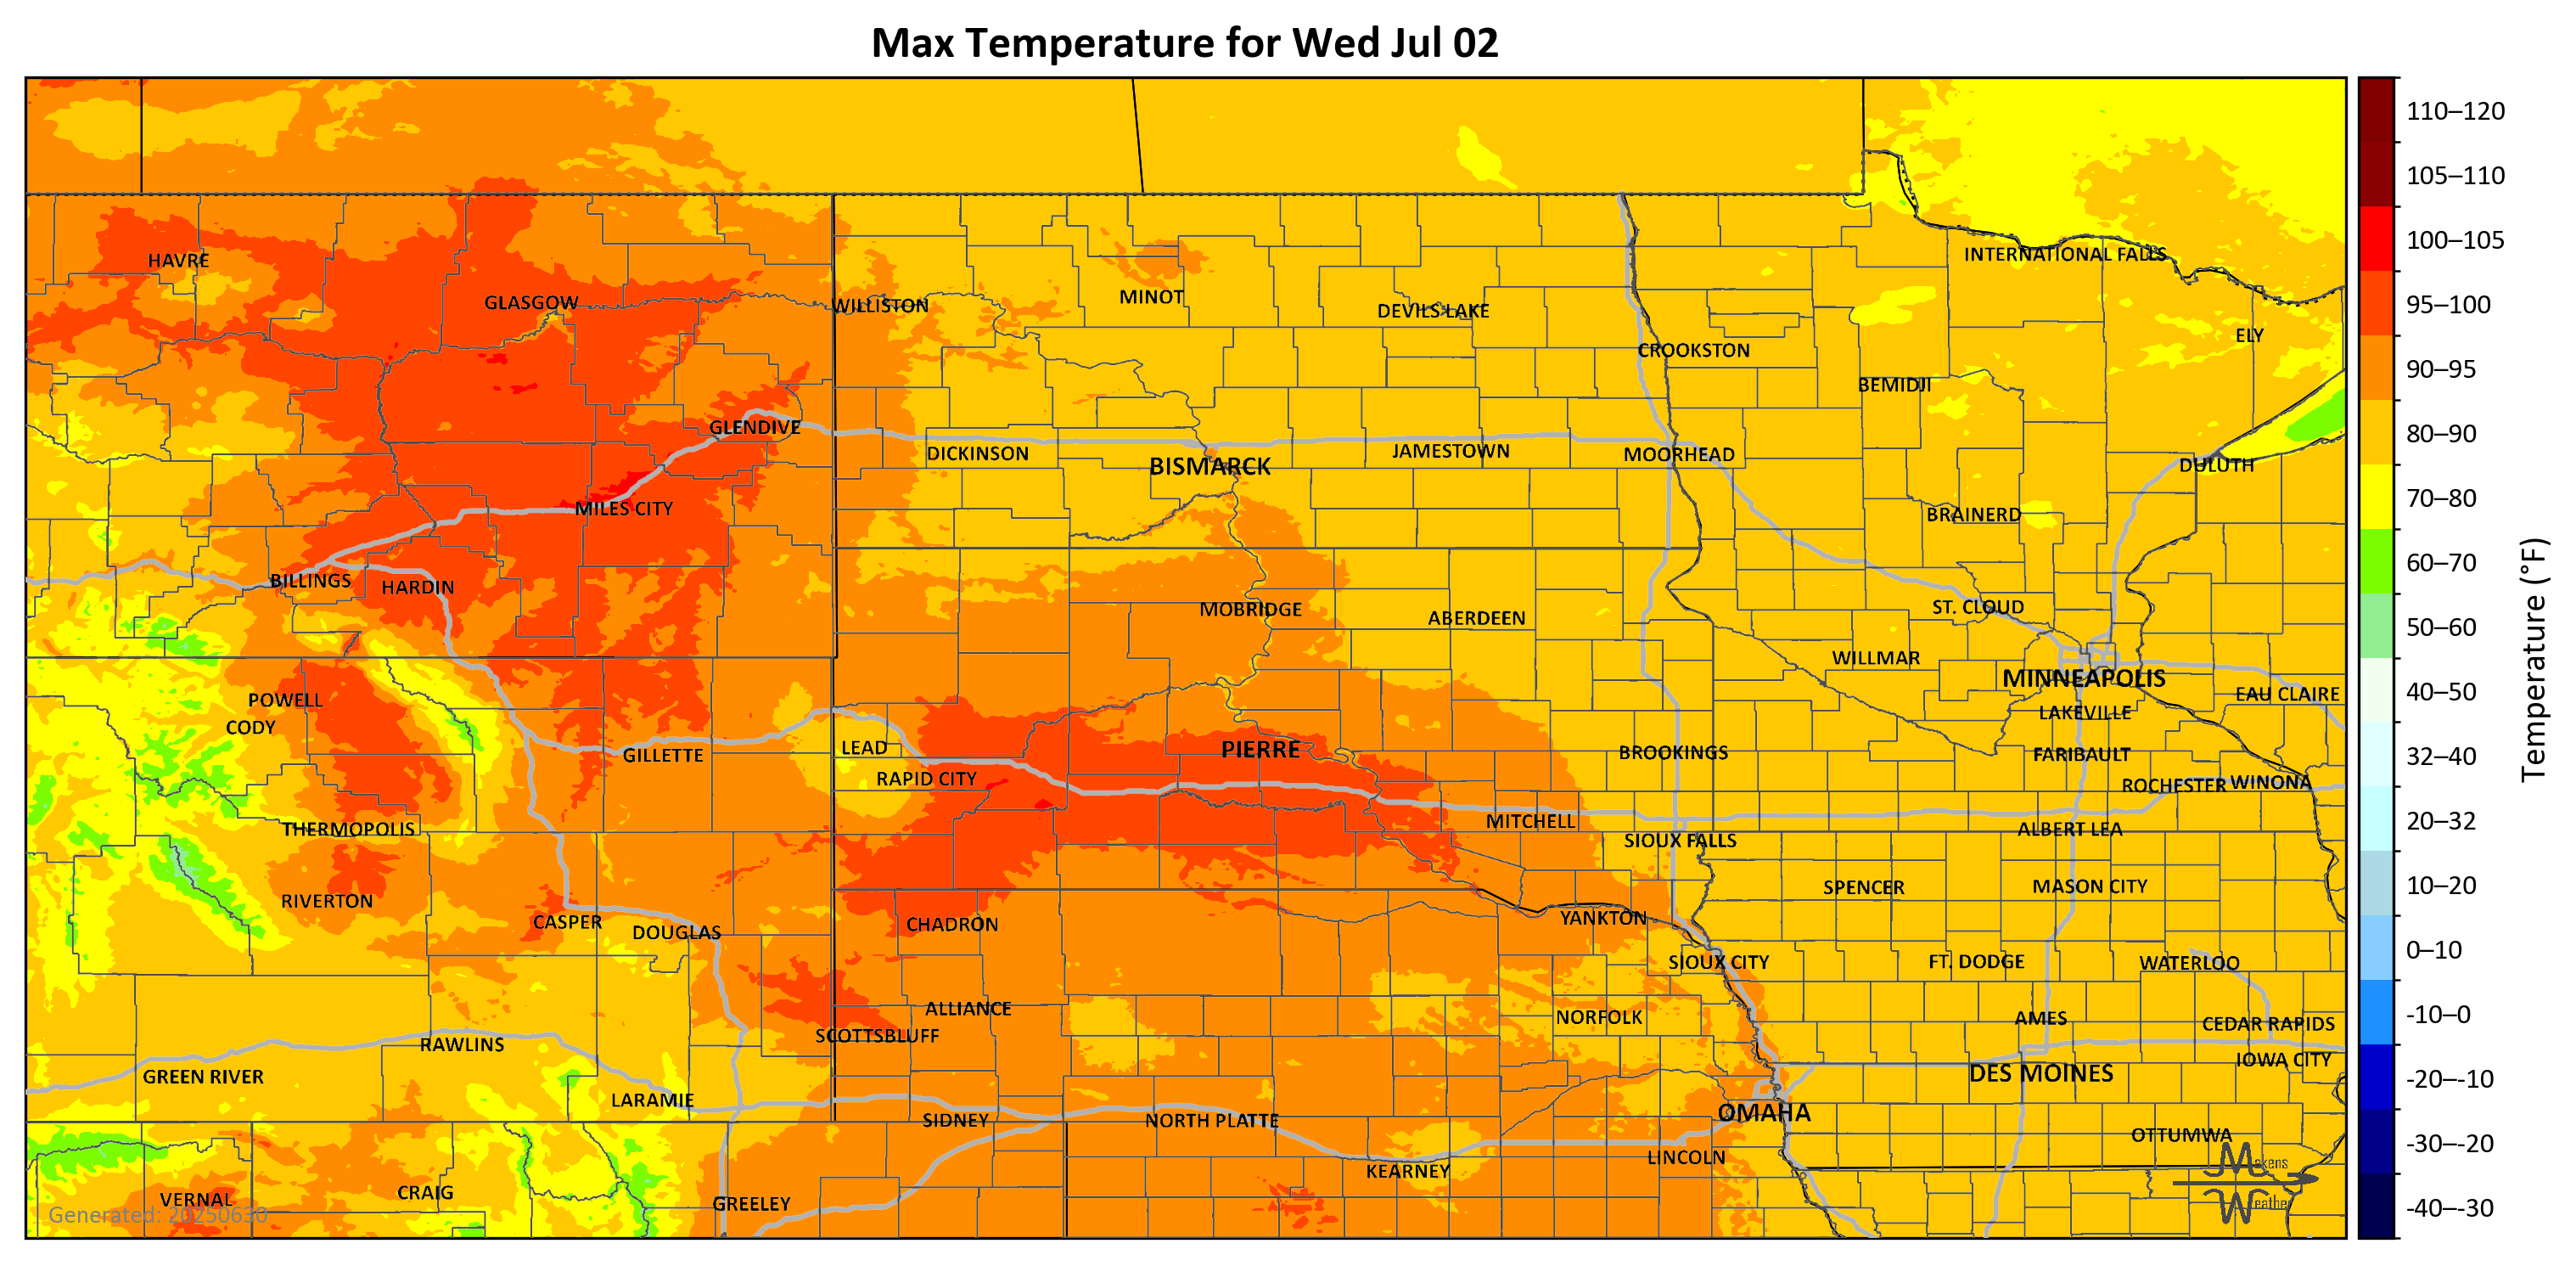 Max Temperature for Wed Jul 02
HAVRE
GLASGOW
WILLISTON
MINOT
DEVILS LAKE
CROOKSTON
INTERNATIONAL FALLS
ELY
BEMIDJI
GLENDIVE
DICKINSON
BISMARCK
JAMESTOWN
MOORHEAD
DULUTH
MILES CITY
BRAINERD
BILLINGS
HARDIN
MOBRIDGE
ABERDEEN
ST. CLOUD
WILLMAR
MINNEAPOLIS
EAU CLAIRE
POWELL
CODY
LAKEVILLE
GILLETTE
LEAD
RAPID CITY
PIERRE
BROOKINGS
FARIBAULT
ROCHESTER
WINONA
THERMOPOLIS
MITCHELL
SIOUX FALLS
ALBERT LEA
RIVERTON
CASPER
DOUGLAS
CHADRON
YANKTON
SPENCER
MASON CITY
SIOUX CITY
FT. DODGE
WATERLOO
ALLIANCE
SCOTTSBLUFF
NORFOLK
AMES
CEDAR RAPIDS
RAWLINS
GREEN RIVER
IOWA CITY
DES MOINES
LARAMIE
SIDNEY
NORTH PLATTE
OMAHA
OTTUMWA
KEARNEY
LINCOLN
VERNAL
CRAIG
GREELEY
Generated: 20250630
Makens
Weather
110–120
105–110
100–105
95–100
90–95
80–90
70–80
60–70
50–60
40–50
32–40
20–32
10–20
0–10
-10–0
-20–-10
-30–-20
-40–-30
Temperature (°F)